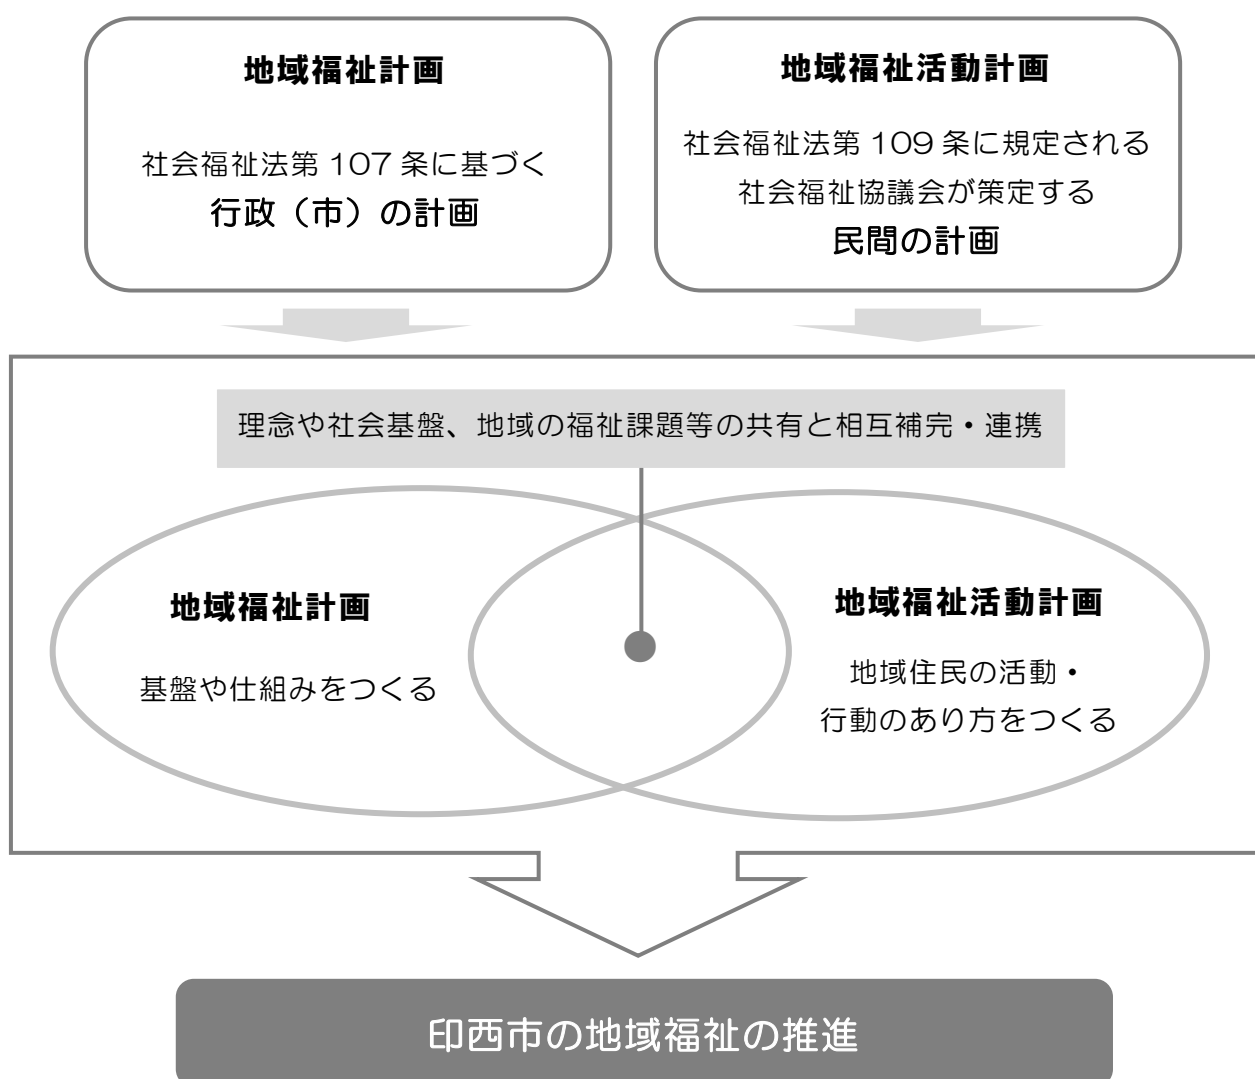 地域福祉計画
社会福祉法第 107 条に基づく
行政（市）の計画
地域福祉活動計画
社会福祉法第 109 条に規定される
社会福祉協議会が策定する
民間の計画
理念や社会基盤、地域の福祉課題等の共有と相互補完・連携
地域福祉計画
基盤や仕組みをつくる
地域福祉活動計画
地域住民の活動・
行動のあり方をつくる
印西市の地域福祉の推進